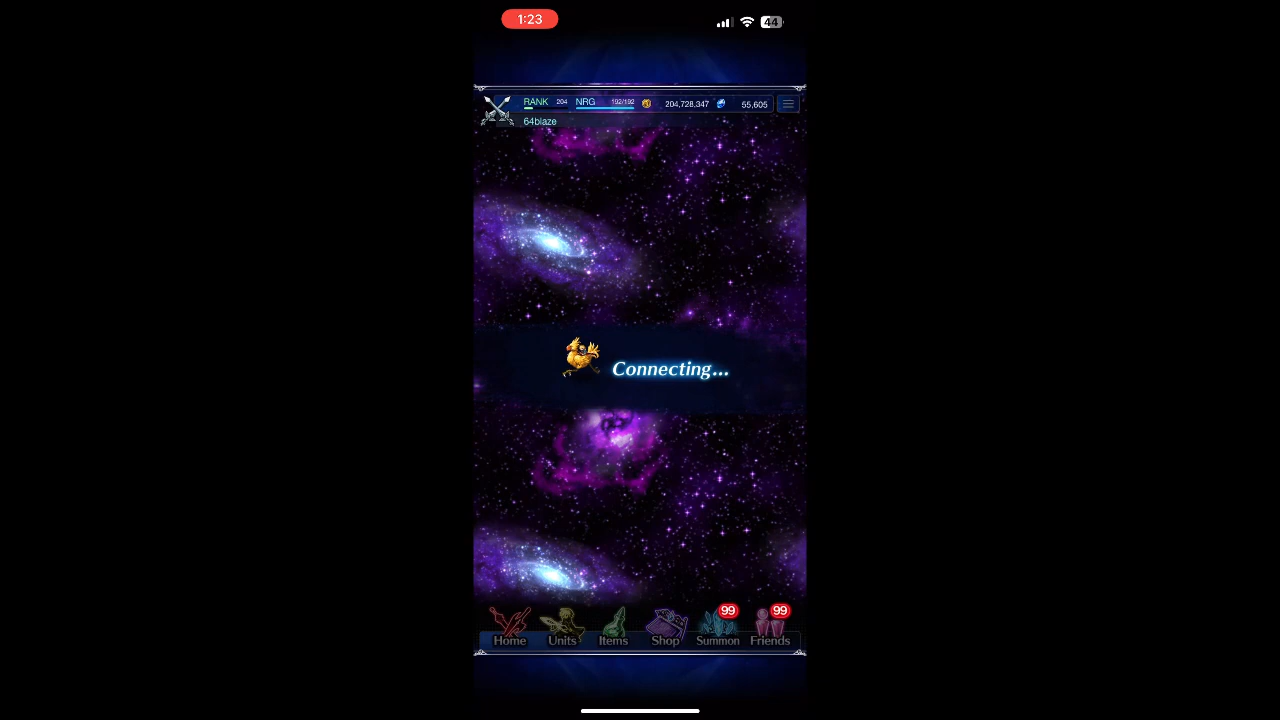 1:23
44
RANK 204 NRG 192/192 204,728,347 55,605
64blaze
Connecting...
99 99
Home Units Items Shop Summon Friends